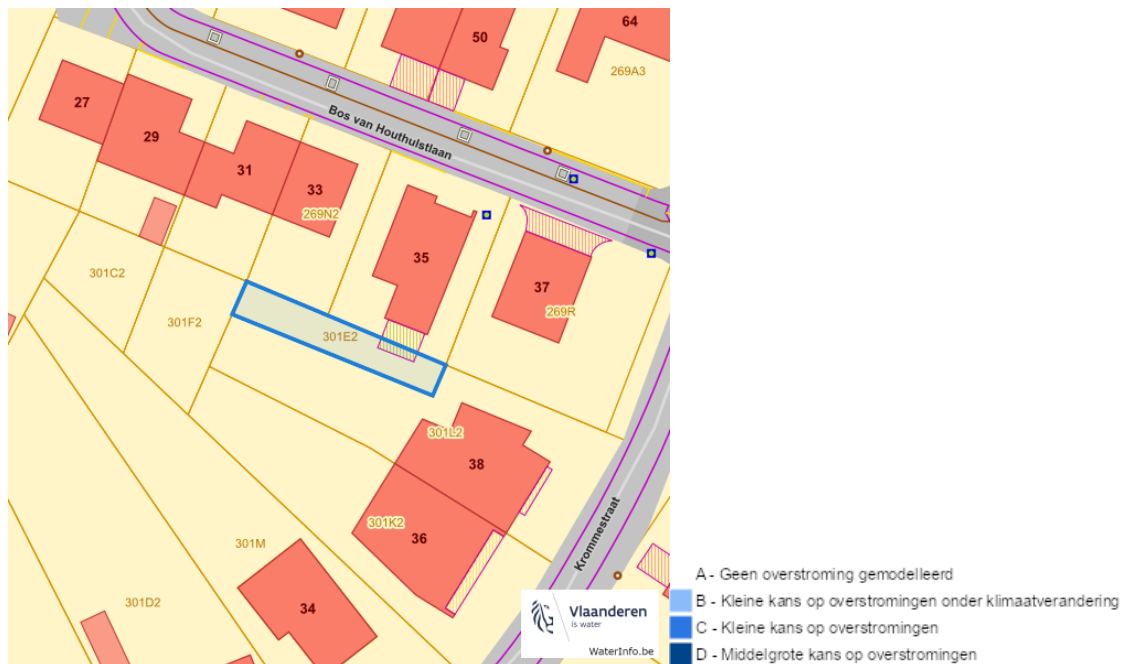 64
50
269A3
27
29
Bos van Houthulstlaan
31
33
269N2
35
301C2
37
269R
301F2
301E2
301L2
38
301K2
36
Krommestraat
301M
301D2
34
Vlaanderen
is water
WaterInfo.be
A - Geen overstroming gemodelleerd
B - Kleine kans op overstromingen onder klimaatverandering
C - Kleine kans op overstromingen
D - Middelgrote kans op overstromingen